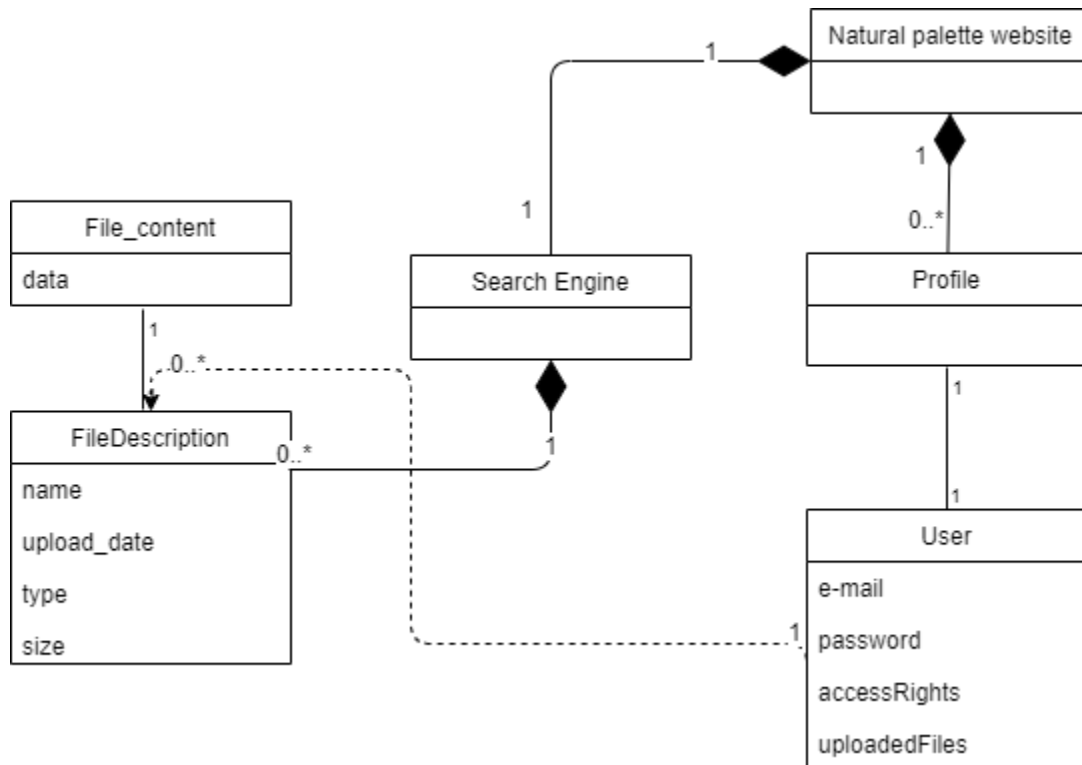 Natural palette website
1
1
0..*
1
File_content
data
Search Engine
Profile
1
0..*
1
FileDescription
0..*
1
name
upload_date
type
size
1
User
1
e-mail
password
accessRights
uploadedFiles